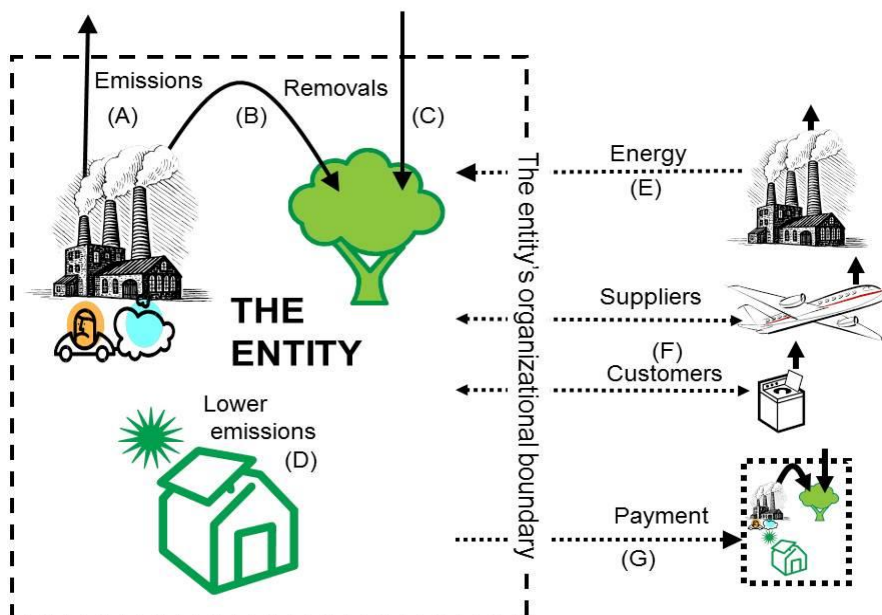 Emissions
(A)
(B)
Removals
(C)
THE
ENTITY
Lower
emissions
(D)
The entity's organizational boundary
Energy
(E)
Suppliers
(F)
Customers
Payment
(G)